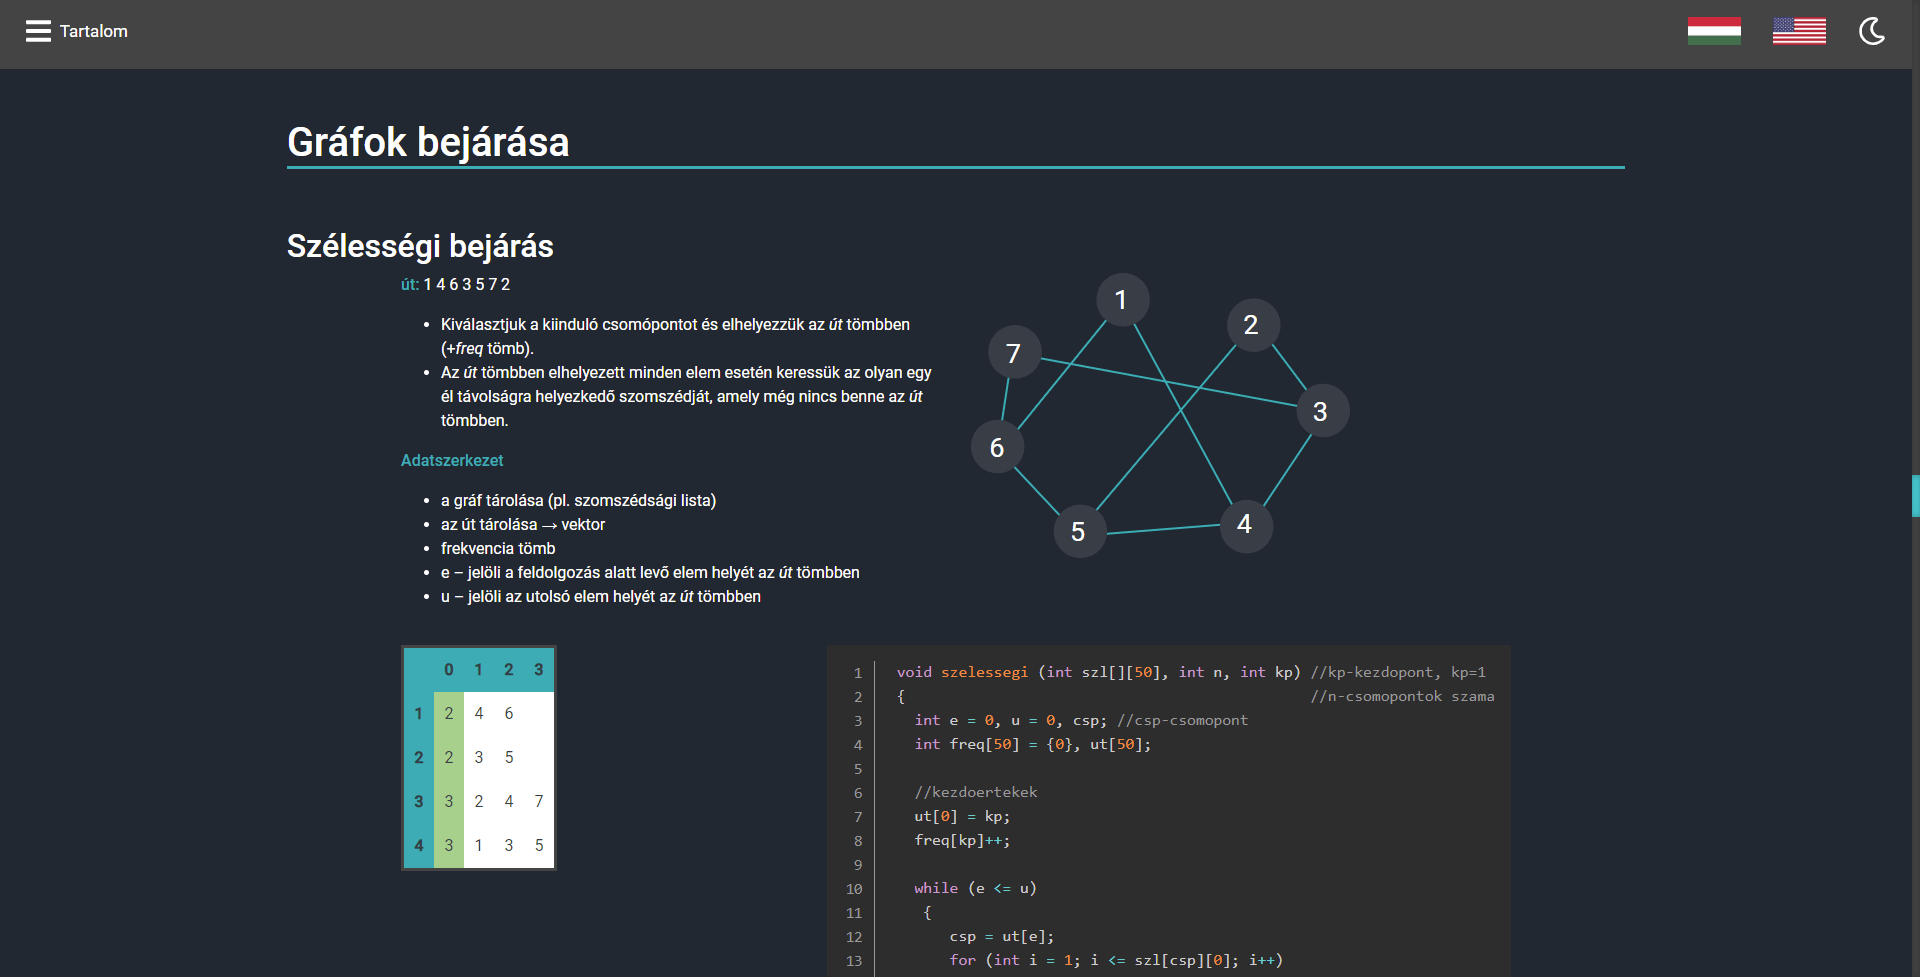 Tartalom
Gráfok bejárása
Szélességi bejárás
út: 1 4 6 3 5 7 2
• Kiválasztjuk a kiinduló csomópontot és elhelyezzük az út tömbben
(+freq tömb).
• Az út tömbben elhelyezett minden elem esetén keressük az olyan egy
él távolságra helyezkedő szomszédját, amely még nincs benne az út
tömbben.
Adatszerkezet
• a gráf tárolása (pl. szomszédsági lista)
• az út tárolása → vektor
• frekvencia tömb
• e – jelöli a feldolgozás alatt levő elem helyét az út tömbben
• u – jelöli az utolsó elem helyét az út tömbben
1
2
7
3
6
5
4
0 1 2 3
1 2 4 6
2 2 3 5
3 3 2 4 7
4 3 1 3 5
1 void szelessegi (int szl[][50], int n, int kp) //kp-kezdopont, kp=1
2 { //n-csomopontok szama
3 int e = 0, u = 0, csp; //csp-csomopont
4 int freq[50] = {0}, ut[50];
5
6 //kezdoertekek
7 ut[0] = kp;
8 freq[kp]++;
9
10 while (e <= u)
11 {
12 csp = ut[e];
13 for (int i = 1; i <= szl[csp][0]; i++)